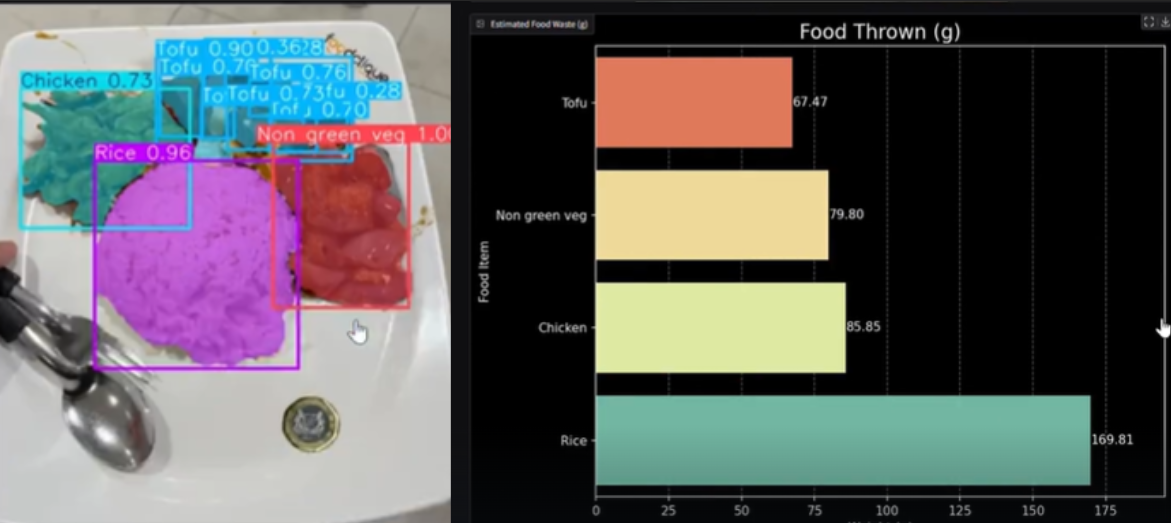 Tofu 0.90
0.36
Tofu 0.76
Tofu 0.76
Chicken 0.73
Tofu 0.73
fu 0.28
0.70
Non green veg 1.0
Rice 0.96
Estimated Food Waste (g)
Food Thrown (g)
Tofu
67.47
Non green veg
79.80
Food Item
Chicken
85.85
Rice
169.81
0 25 50 75 100 125 150 175